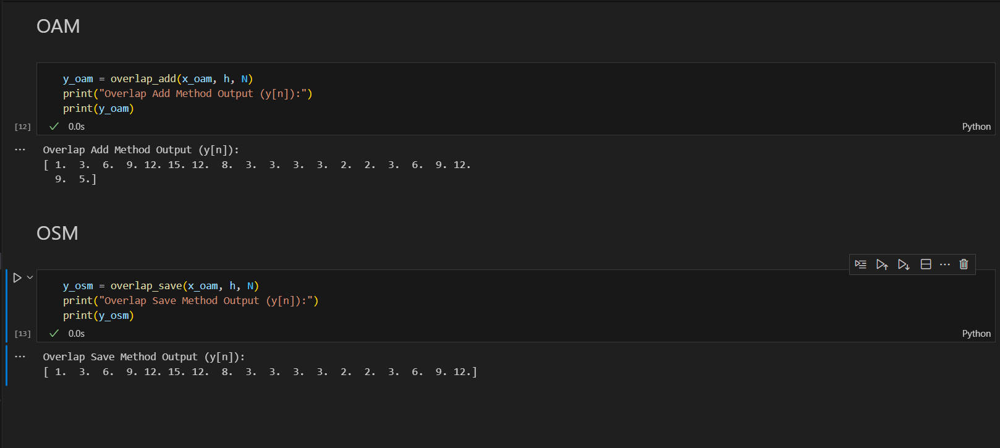 OAM
y_oam = overlap_add(x_oam, h, N)
print("Overlap Add Method Output (y[n]):")
print(y_oam)
[12] 0.0s Python
... Overlap Add Method Output (y[n]):
[ 1.  3.  6.  9. 12. 15. 12.  8.  3.  3.  3.  3.  2.  2.  3.  6.  9. 12.
9.  5.]
OSM
y_osm = overlap_save(x_oam, h, N)
print("Overlap Save Method Output (y[n]):")
print(y_osm)
[13] 0.0s Python
... Overlap Save Method Output (y[n]):
[ 1.  3.  6.  9. 12. 15. 12.  8.  3.  3.  3.  3.  2.  2.  3.  6.  9. 12.]